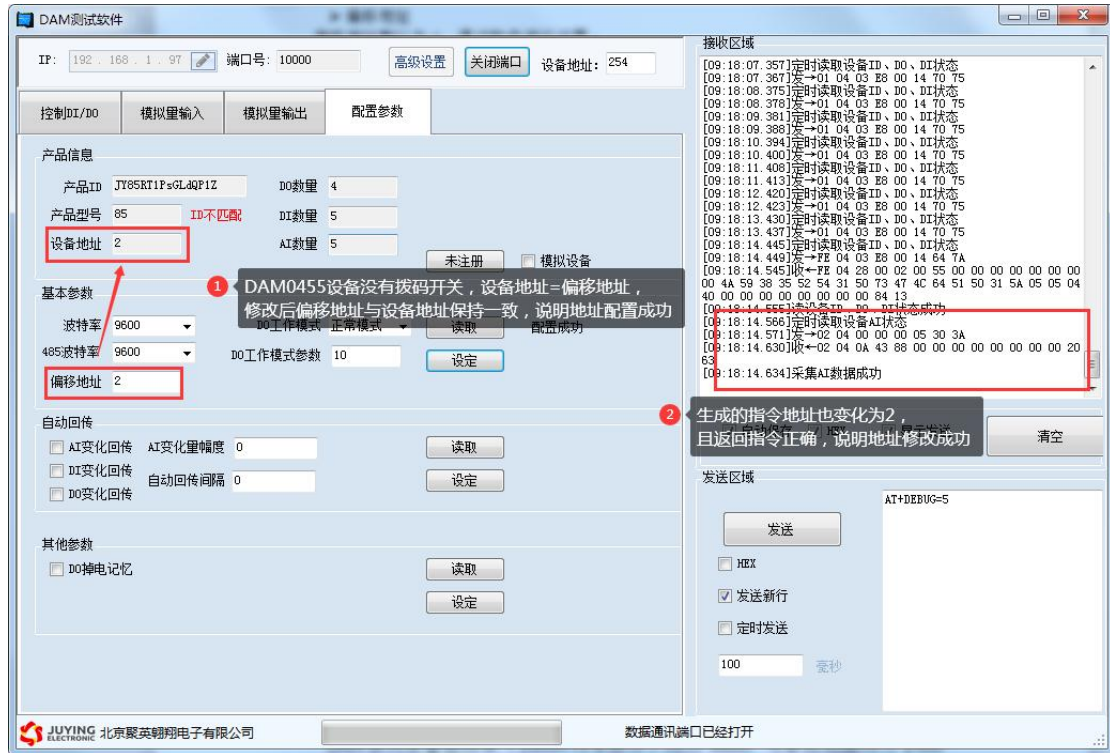 DAM测试软件
IP: 192 . 168 . 1 . 97 端口号: 10000 高级设置 关闭端口 设备地址: 254
控制DI/DO 模拟量输入 模拟量输出 配置参数
产品信息
产品ID JY85RT1PsGLdQP1Z DO数量 4
产品型号 85 ID不匹配 DI数量 5
设备地址 2 AI数量 5
未注册 模拟设备
1 DAM0455设备没有拨码开关，设备地址=偏移地址，
修改后偏移地址与设备地址保持一致，说明地址配置成功
基本参数
波特率 9600 DO工作模式 正常模式 读取 配置成功
485波特率 9600 DO工作模式参数 10 设定
偏移地址 2
自动回传
AI变化回传 AI变化量幅度 0 读取
DI变化回传
自动回传间隔 0 设定
DO变化回传
其他参数
DO掉电记忆 读取
设定
接收区域
[09:18:07.357]定时读取设备ID、DO、DI状态
[09:18:07.367]发→01 04 03 E8 00 14 70 75
[09:18:08.375]定时读取设备ID、DO、DI状态
[09:18:08.378]发→01 04 03 E8 00 14 70 75
[09:18:09.381]定时读取设备ID、DO、DI状态
[09:18:09.388]发→01 04 03 E8 00 14 70 75
[09:18:10.394]定时读取设备ID、DO、DI状态
[09:18:10.400]发→01 04 03 E8 00 14 70 75
[09:18:11.408]定时读取设备ID、DO、DI状态
[09:18:11.413]发→01 04 03 E8 00 14 70 75
[09:18:12.420]定时读取设备ID、DO、DI状态
[09:18:12.423]发→01 04 03 E8 00 14 70 75
[09:18:13.430]定时读取设备ID、DO、DI状态
[09:18:13.437]发→01 04 03 E8 00 14 70 75
[09:18:14.445]定时读取设备ID、DO、DI状态
[09:18:14.449]发→FE 04 03 E8 00 14 64 7A
[09:18:14.545]收←FE 04 28 00 02 00 55 00 00 00 00 00 00 00
00 4A 59 38 35 52 54 31 50 73 47 4C 64 51 50 31 5A 05 05 04
40 00 00 00 00 00 00 00 84 13
[09:18:14.555]读设备ID、DO、DI状态成功
[09:18:14.566]定时读取设备AI状态
[09:18:14.571]发→02 04 00 00 00 05 30 3A
[09:18:14.630]收←02 04 0A 43 88 00 00 00 00 00 00 00 00 20
63
[09:18:14.634]采集AI数据成功
2 生成的指令地址也变化为2，
且返回指令正确，说明地址修改成功
清空
发送区域
AT+DEBUG=5
发送
HEX
发送新行
定时发送
100 毫秒
JUYING
ELECTRONIC 北京聚英翱翔电子有限公司 数据通讯端口已经打开